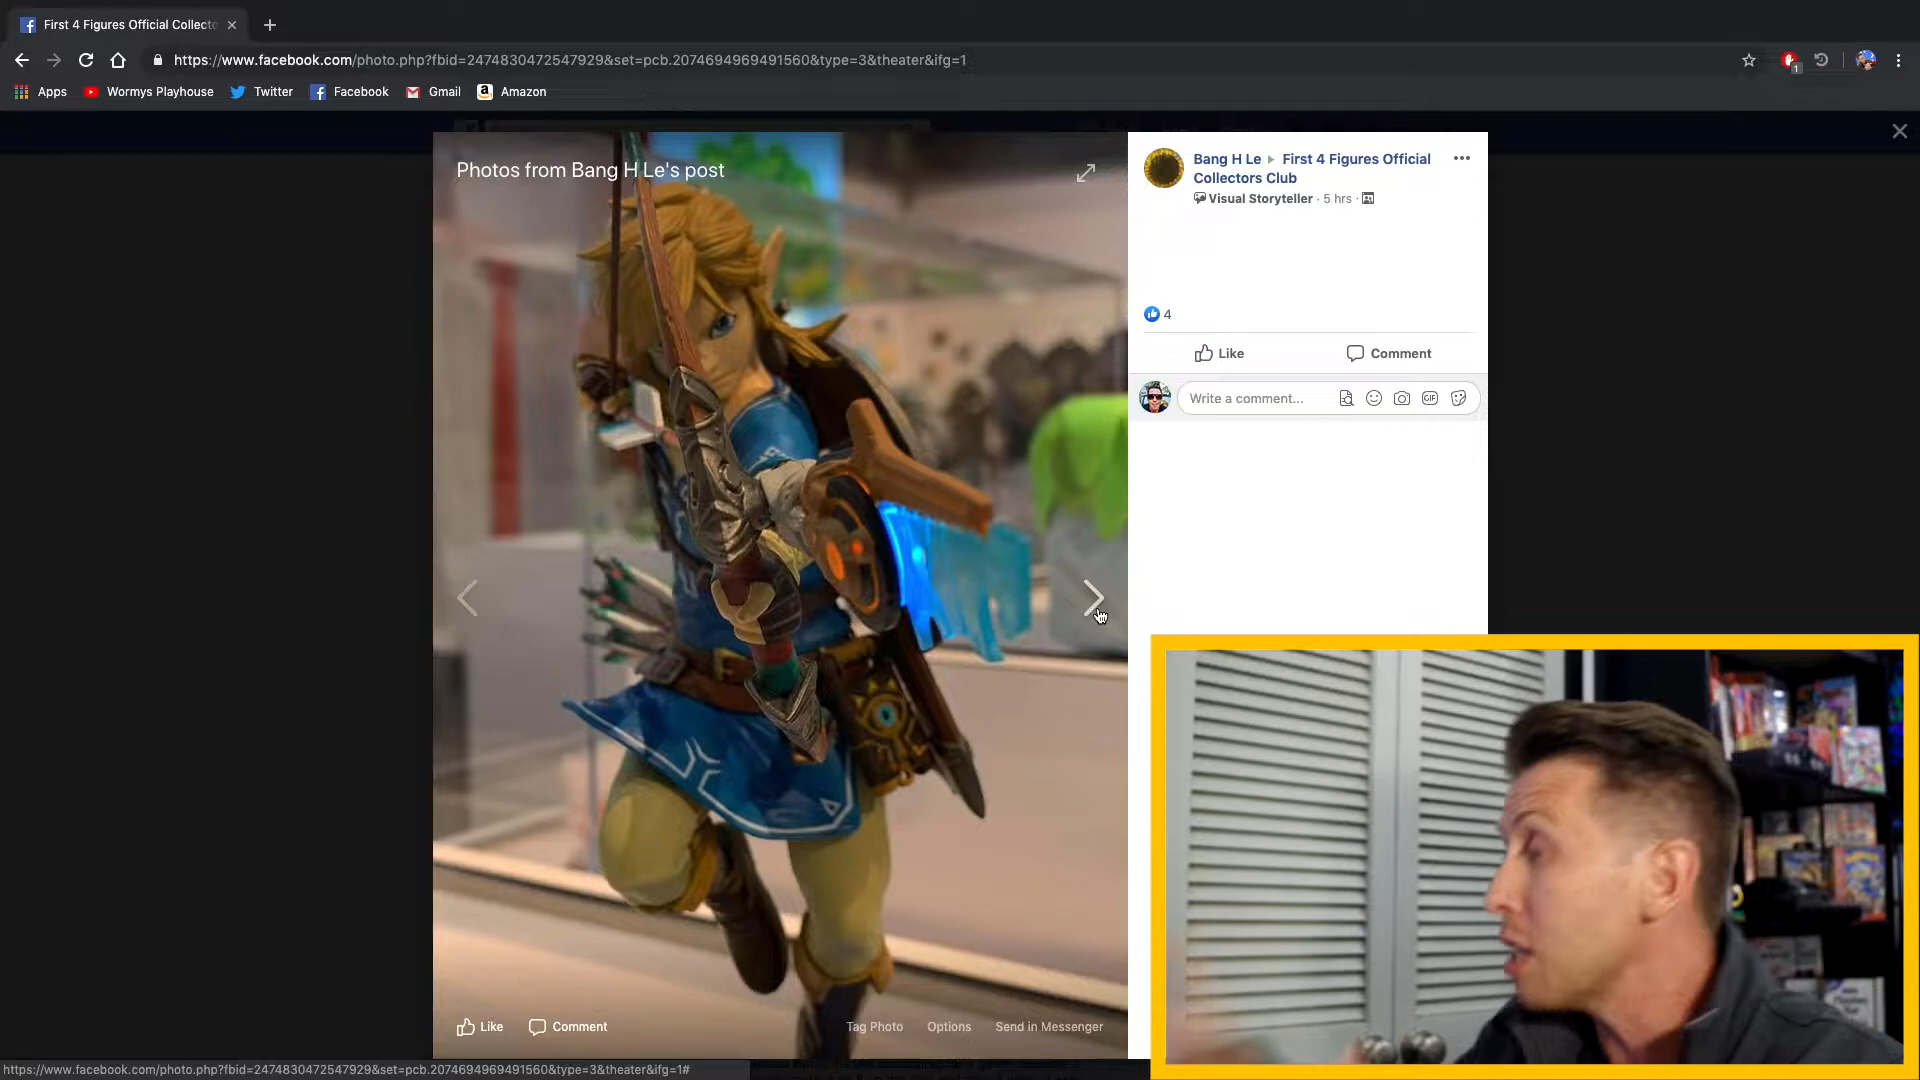 First 4 Figures Official Collecto
https://www.facebook.com/photo.php?fbid=2474830472547929&set=pcb.2074694969491560&type=3&theater&ifg=1
1
Apps
Wormys Playhouse
Twitter
Facebook
Gmail
Amazon
Photos from Bang H Le's post
Bang H Le
First 4 Figures Official
Collectors Club
Visual Storyteller · 5 hrs ·
4
Like
Comment
Write a comment...
GIF
Like
Comment
Tag Photo
Options
Send in Messenger
https://www.facebook.com/photo.php?fbid=2474830472547929&set=pcb.2074694969491560&type=3&theater&ifg=1#